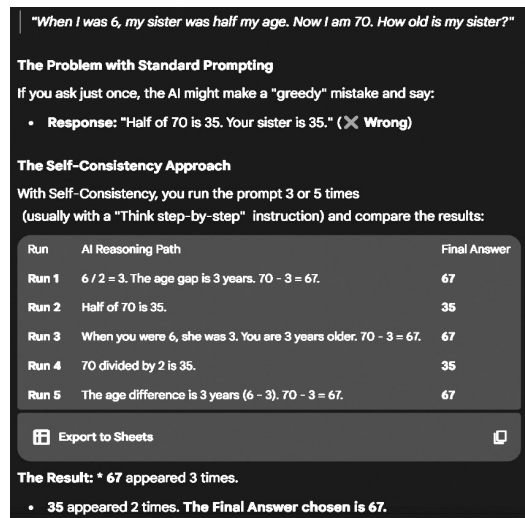 "When I was 6, my sister was half my age. Now I am 70. How old is my sister?"
The Problem with Standard Prompting
If you ask just once, the AI might make a "greedy" mistake and say:
• Response: "Half of 70 is 35. Your sister is 35." (❌ Wrong)
The Self-Consistency Approach
With Self-Consistency, you run the prompt 3 or 5 times
(usually with a "Think step-by-step" instruction) and compare the results:
Run AI Reasoning Path Final Answer
Run 1 6 / 2 = 3. The age gap is 3 years. 70 - 3 = 67. 67
Run 2 Half of 70 is 35. 35
Run 3 When you were 6, she was 3. You are 3 years older. 70 - 3 = 67. 67
Run 4 70 divided by 2 is 35. 35
Run 5 The age difference is 3 years (6 - 3). 70 - 3 = 67. 67
Export to Sheets
The Result: * 67 appeared 3 times.
• 35 appeared 2 times. The Final Answer chosen is 67.